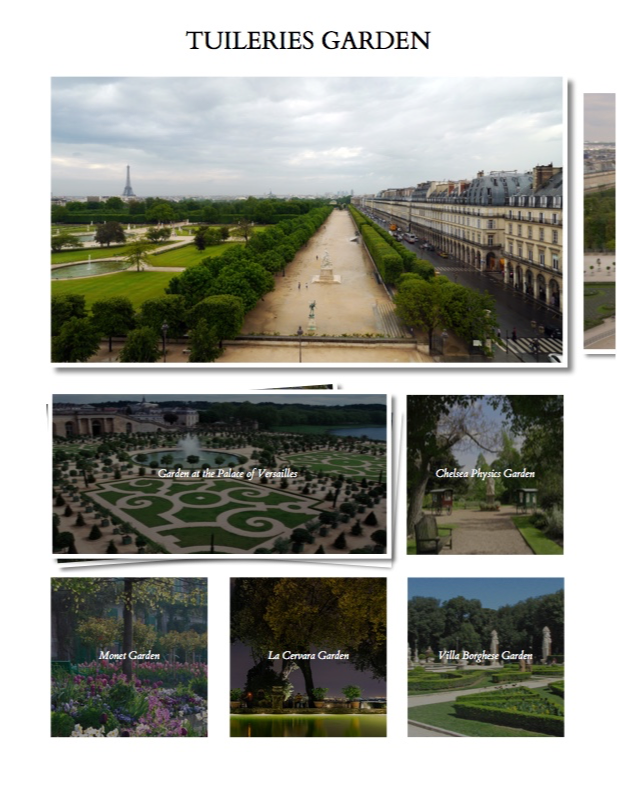 TUILERIES GARDEN
Garden at the Palace of Versailles
Chelsea Physics Garden
Monet Garden
La Cervara Garden
Villa Borghese Garden